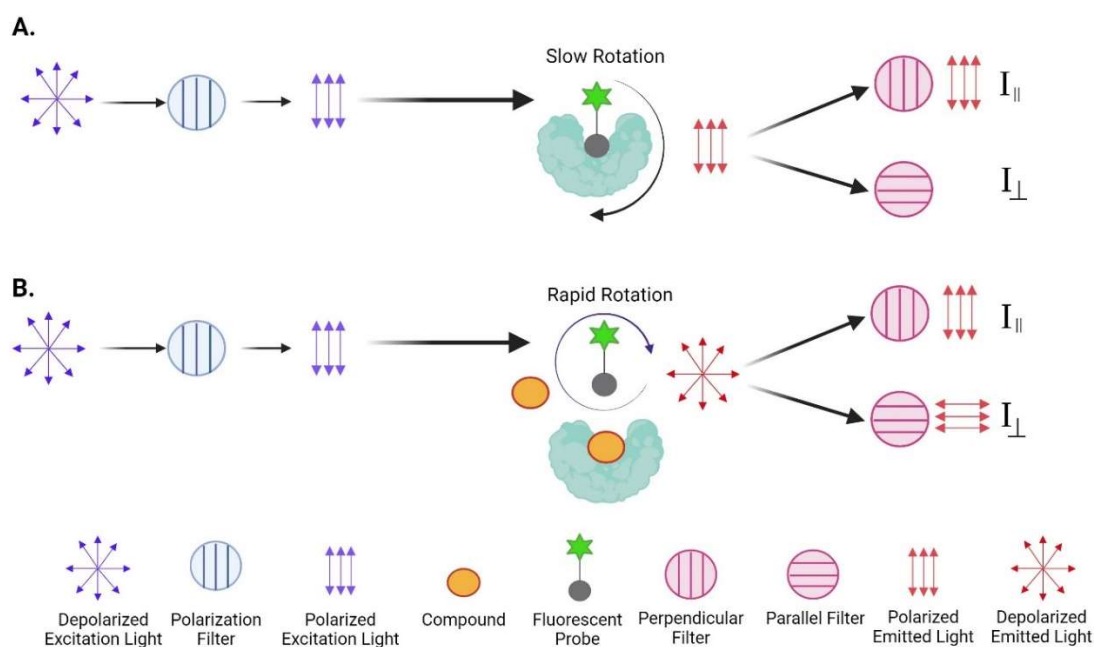 A.
Slow Rotation
I||
I⊥
B.
Rapid Rotation
I||
I⊥
Depolarized
Excitation Light
Polarization
Filter
Polarized
Excitation Light
Compound
Fluorescent
Probe
Perpendicular
Filter
Parallel Filter
Polarized
Emitted Light
Depolarized
Emitted Light